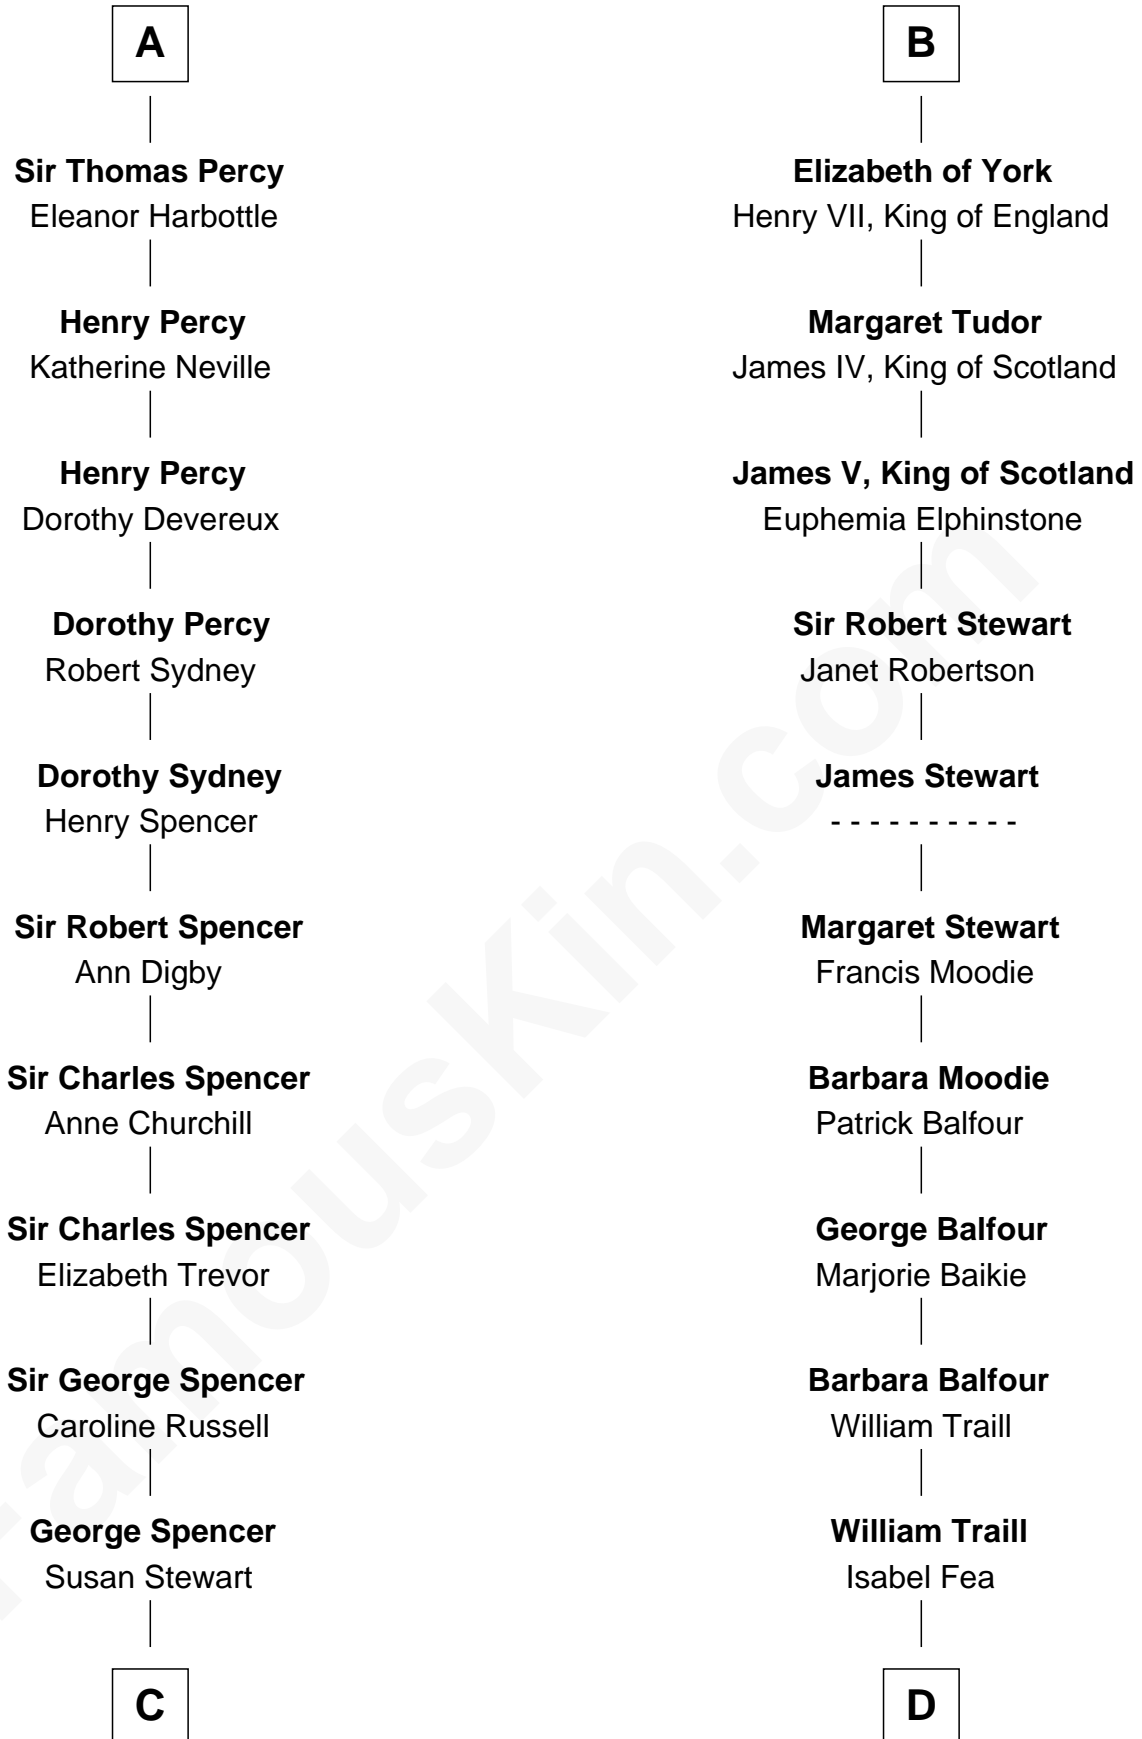 A
Sir Thomas Percy
Eleanor Harbottle
Henry Percy
Katherine Neville
Henry Percy
Dorothy Devereux
Dorothy Percy
Robert Sydney
Dorothy Sydney
Henry Spencer
Sir Robert Spencer
Ann Digby
Sir Charles Spencer
Anne Churchill
Sir Charles Spencer
Elizabeth Trevor
Sir George Spencer
Caroline Russell
George Spencer
Susan Stewart
C
B
Elizabeth of York
Henry VII, King of England
Margaret Tudor
James IV, King of Scotland
James V, King of Scotland
Euphemia Elphinstone
Sir Robert Stewart
Janet Robertson
James Stewart
- - - - - - - - - -
Margaret Stewart
Francis Moodie
Barbara Moodie
Patrick Balfour
George Balfour
Marjorie Baikie
Barbara Balfour
William Traill
William Traill
Isabel Fea
D
FamousKin.com